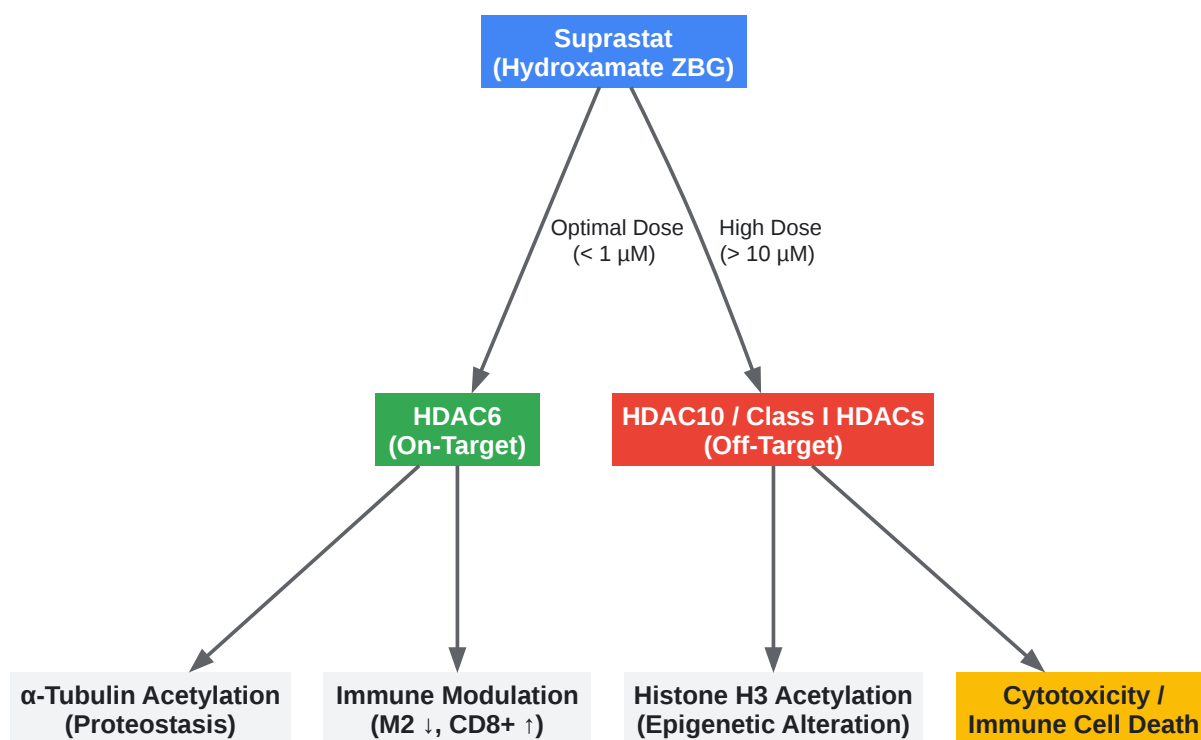 Suprastat
(Hydroxamate ZBG)
Optimal Dose
(< 1 µM)
High Dose
(> 10 µM)
HDAC6
(On-Target)
HDAC10 / Class I HDACs
(Off-Target)
α-Tubulin Acetylation
(Proteostasis)
Immune Modulation
(M2 ↓, CD8+ ↑)
Histone H3 Acetylation
(Epigenetic Alteration)
Cytotoxicity /
Immune Cell Death